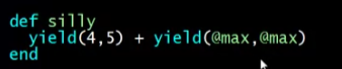 def silly
  yield(4,5) + yield(@max,@max)
end